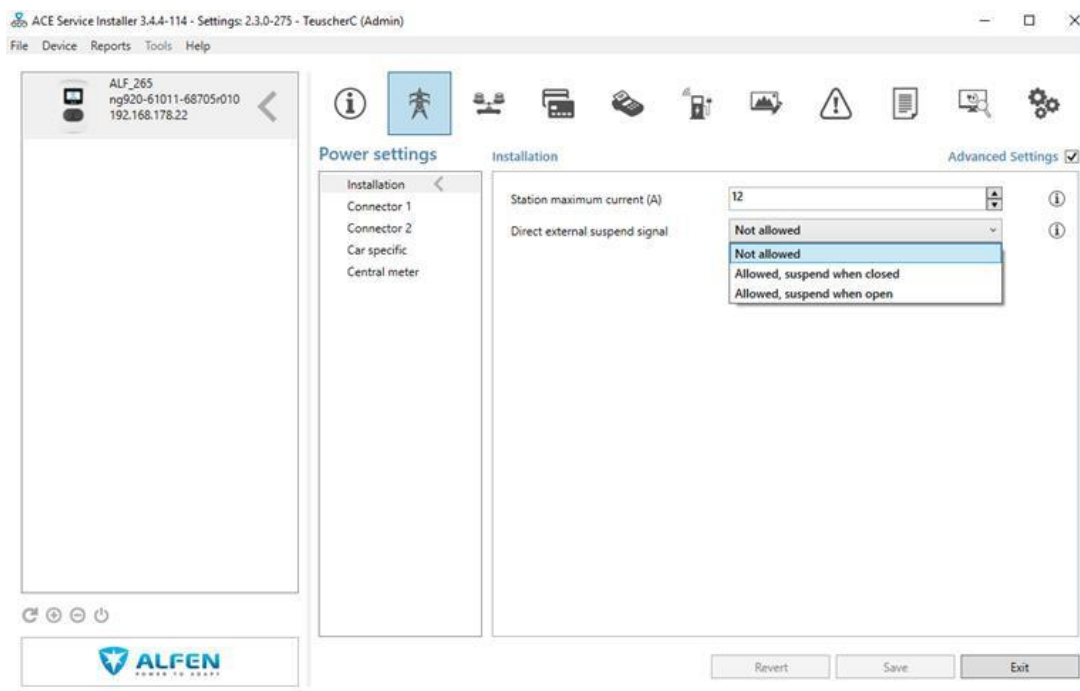 ACE Service Installer 3.4.4-114 - Settings: 2.3.0-275 - TeuscherC (Admin)
File Device Reports Tools Help
ALF_265
ng920-61011-68705r010
192.168.178.22
Power settings
Installation
Advanced Settings
Installation
Connector 1
Connector 2
Car specific
Central meter
Station maximum current (A)
12
Direct external suspend signal
Not allowed
Not allowed
Allowed, suspend when closed
Allowed, suspend when open
ALFEN
POWER TO ADAPT
Revert
Save
Exit